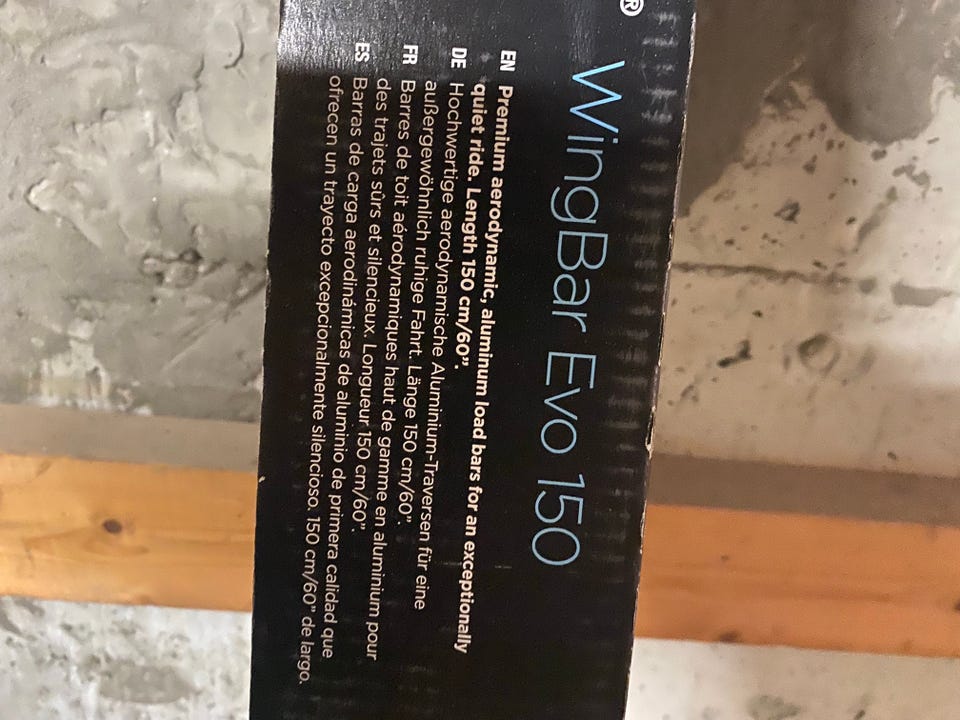 ®
WingBar Evo 150
EN Premium aerodynamic, aluminum load bars for an exceptionally
quiet ride. Length 150 cm/60”.
DE Hochwertige aerodynamische Aluminium-Traversen für eine
außergewöhnlich ruhige Fahrt. Länge 150 cm/60”.
FR Barres de toit aérodynamiques haut de gamme en aluminium pour
des trajets sûrs et silencieux. Longueur 150 cm/60”.
ES Barras de carga aerodinámicas de aluminio de primera calidad que
ofrecen un trayecto excepcionalmente silencioso. 150 cm/60” de largo.